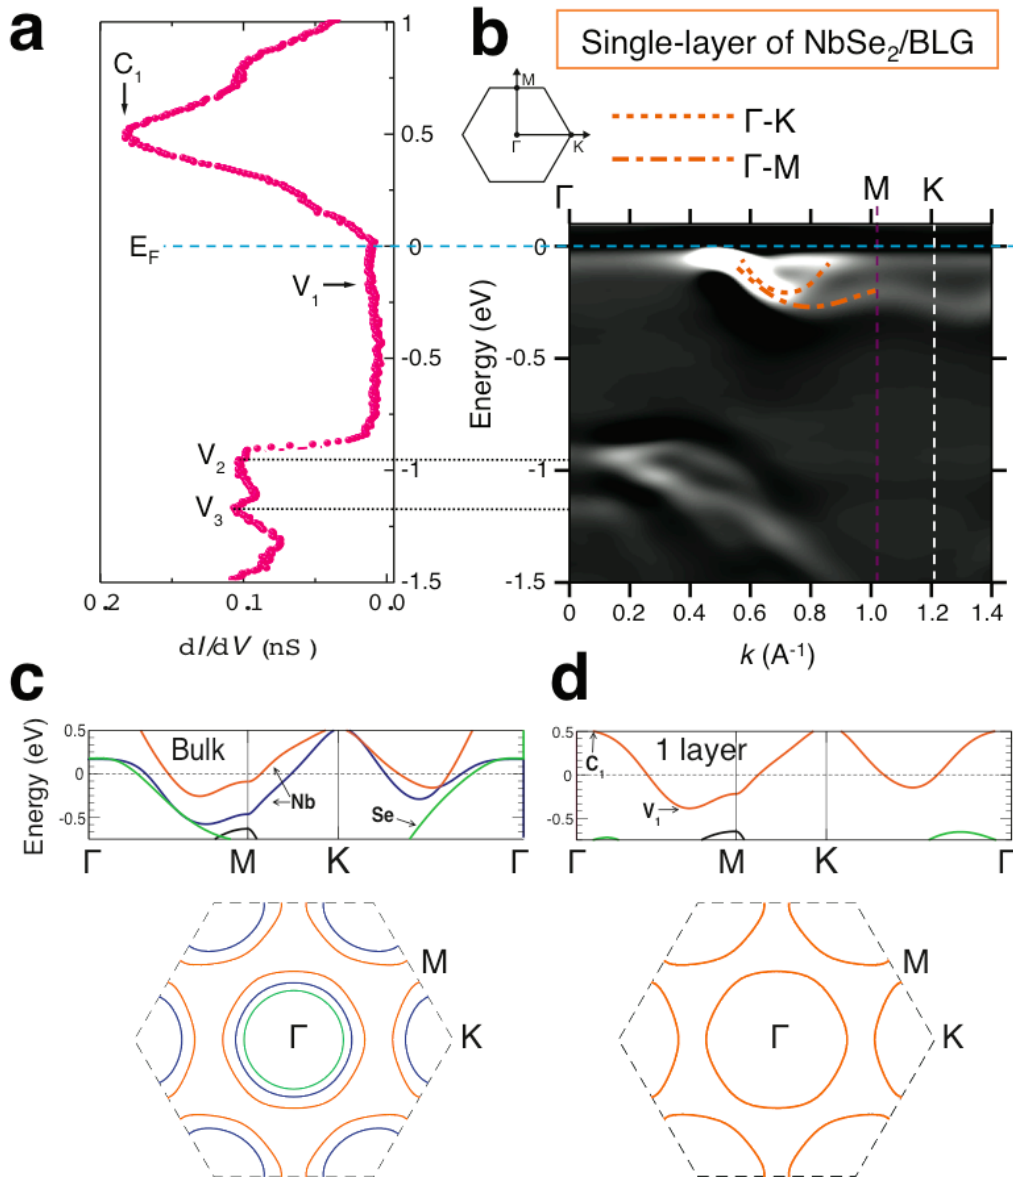 a
C₁
1
0.5
E_F
0
V₁
-0.5
V₂
-1
V₃
-1.5
0.2 0.1 0.0
dI/dV (nS)
b
Single-layer of NbSe₂/BLG
M
Γ
K
Γ-K
Γ-M
Γ M K
0
-0.5
-1
-1.5
Energy (eV)
0 0.2 0.4 0.6 0.8 1.0 1.2 1.4
k (A⁻¹)
c
Energy (eV)
0.5
0
-0.5
Bulk
Nb
Se
Γ M K Γ
M
Γ
K
d
0.5
0
-0.5
C₁
1 layer
V₁
Γ M K Γ
M
Γ
K